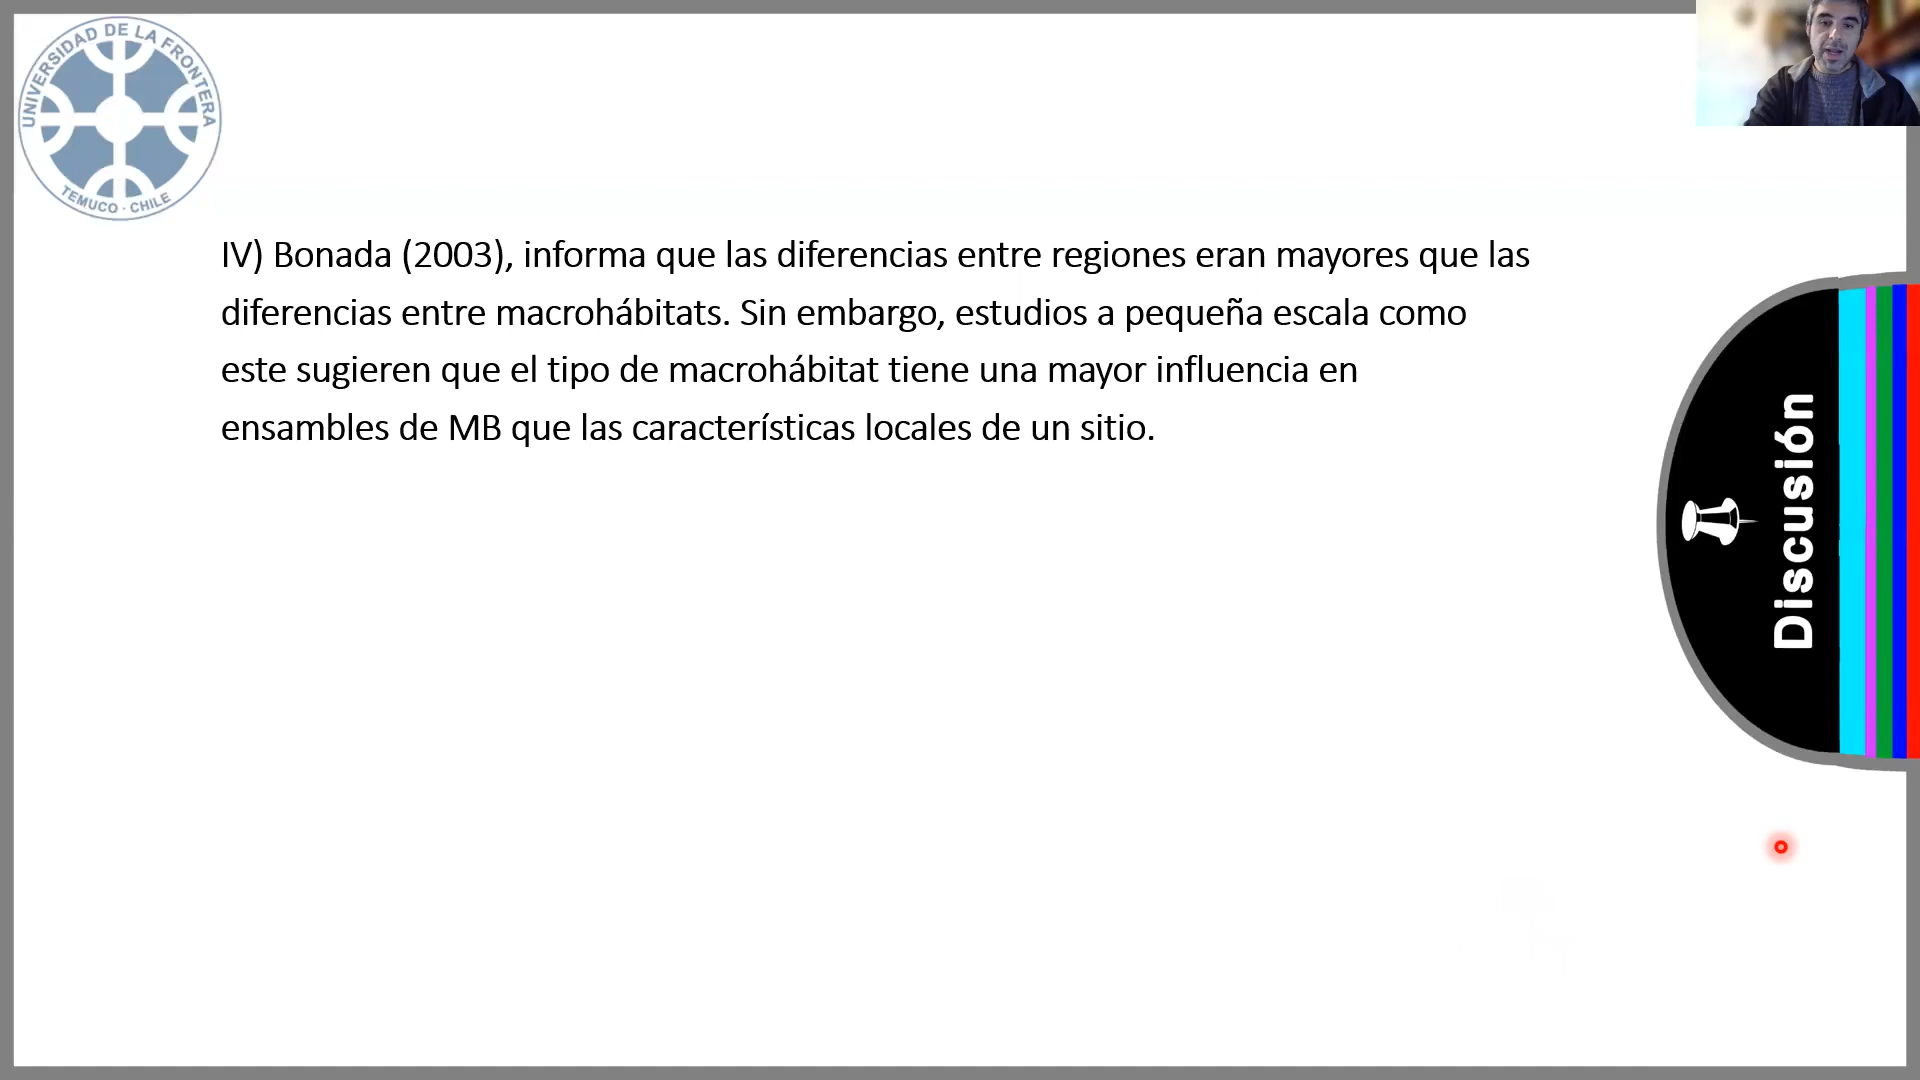 UNIVERSIDAD DE LA FRONTERA
TEMUCO · CHILE
IV) Bonada (2003), informa que las diferencias entre regiones eran mayores que las
diferencias entre macrohábitats. Sin embargo, estudios a pequeña escala como
este sugieren que el tipo de macrohábitat tiene una mayor influencia en
ensambles de MB que las características locales de un sitio.
Discusión